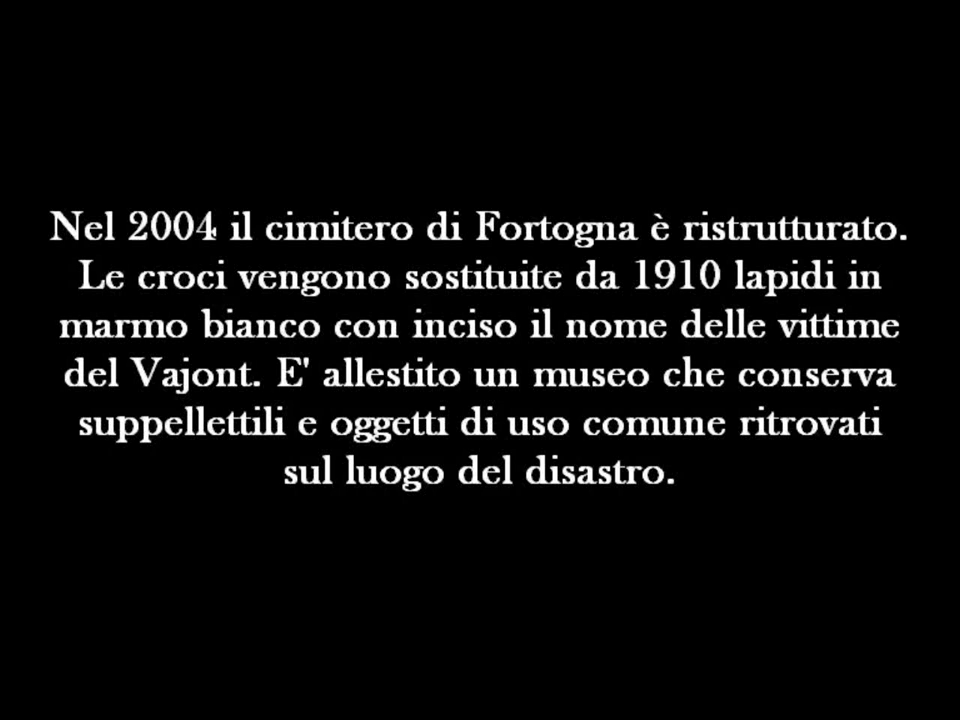 Nel 2004 il cimitero di Fortogna è ristrutturato.
Le croci vengono sostituite da 1910 lapidi in
marmo bianco con inciso il nome delle vittime
del Vajont. E' allestito un museo che conserva
suppellettili e oggetti di uso comune ritrovati
sul luogo del disastro.